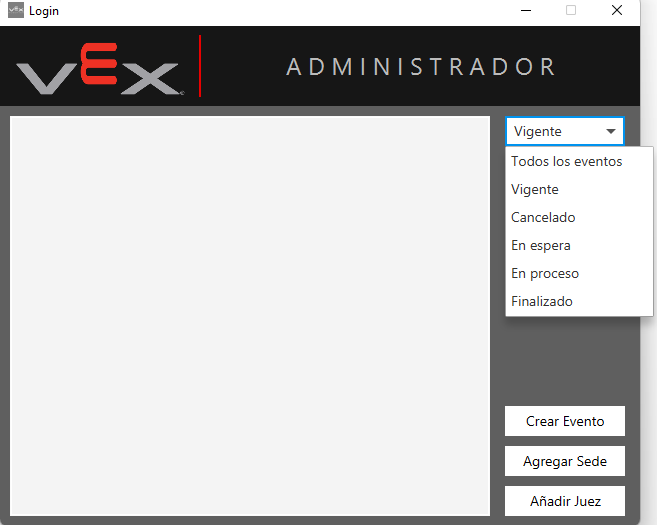 Login
VEX
ADMINISTRADOR
Vigente
Todos los eventos
Vigente
Cancelado
En espera
En proceso
Finalizado
Crear Evento
Agregar Sede
Añadir Juez